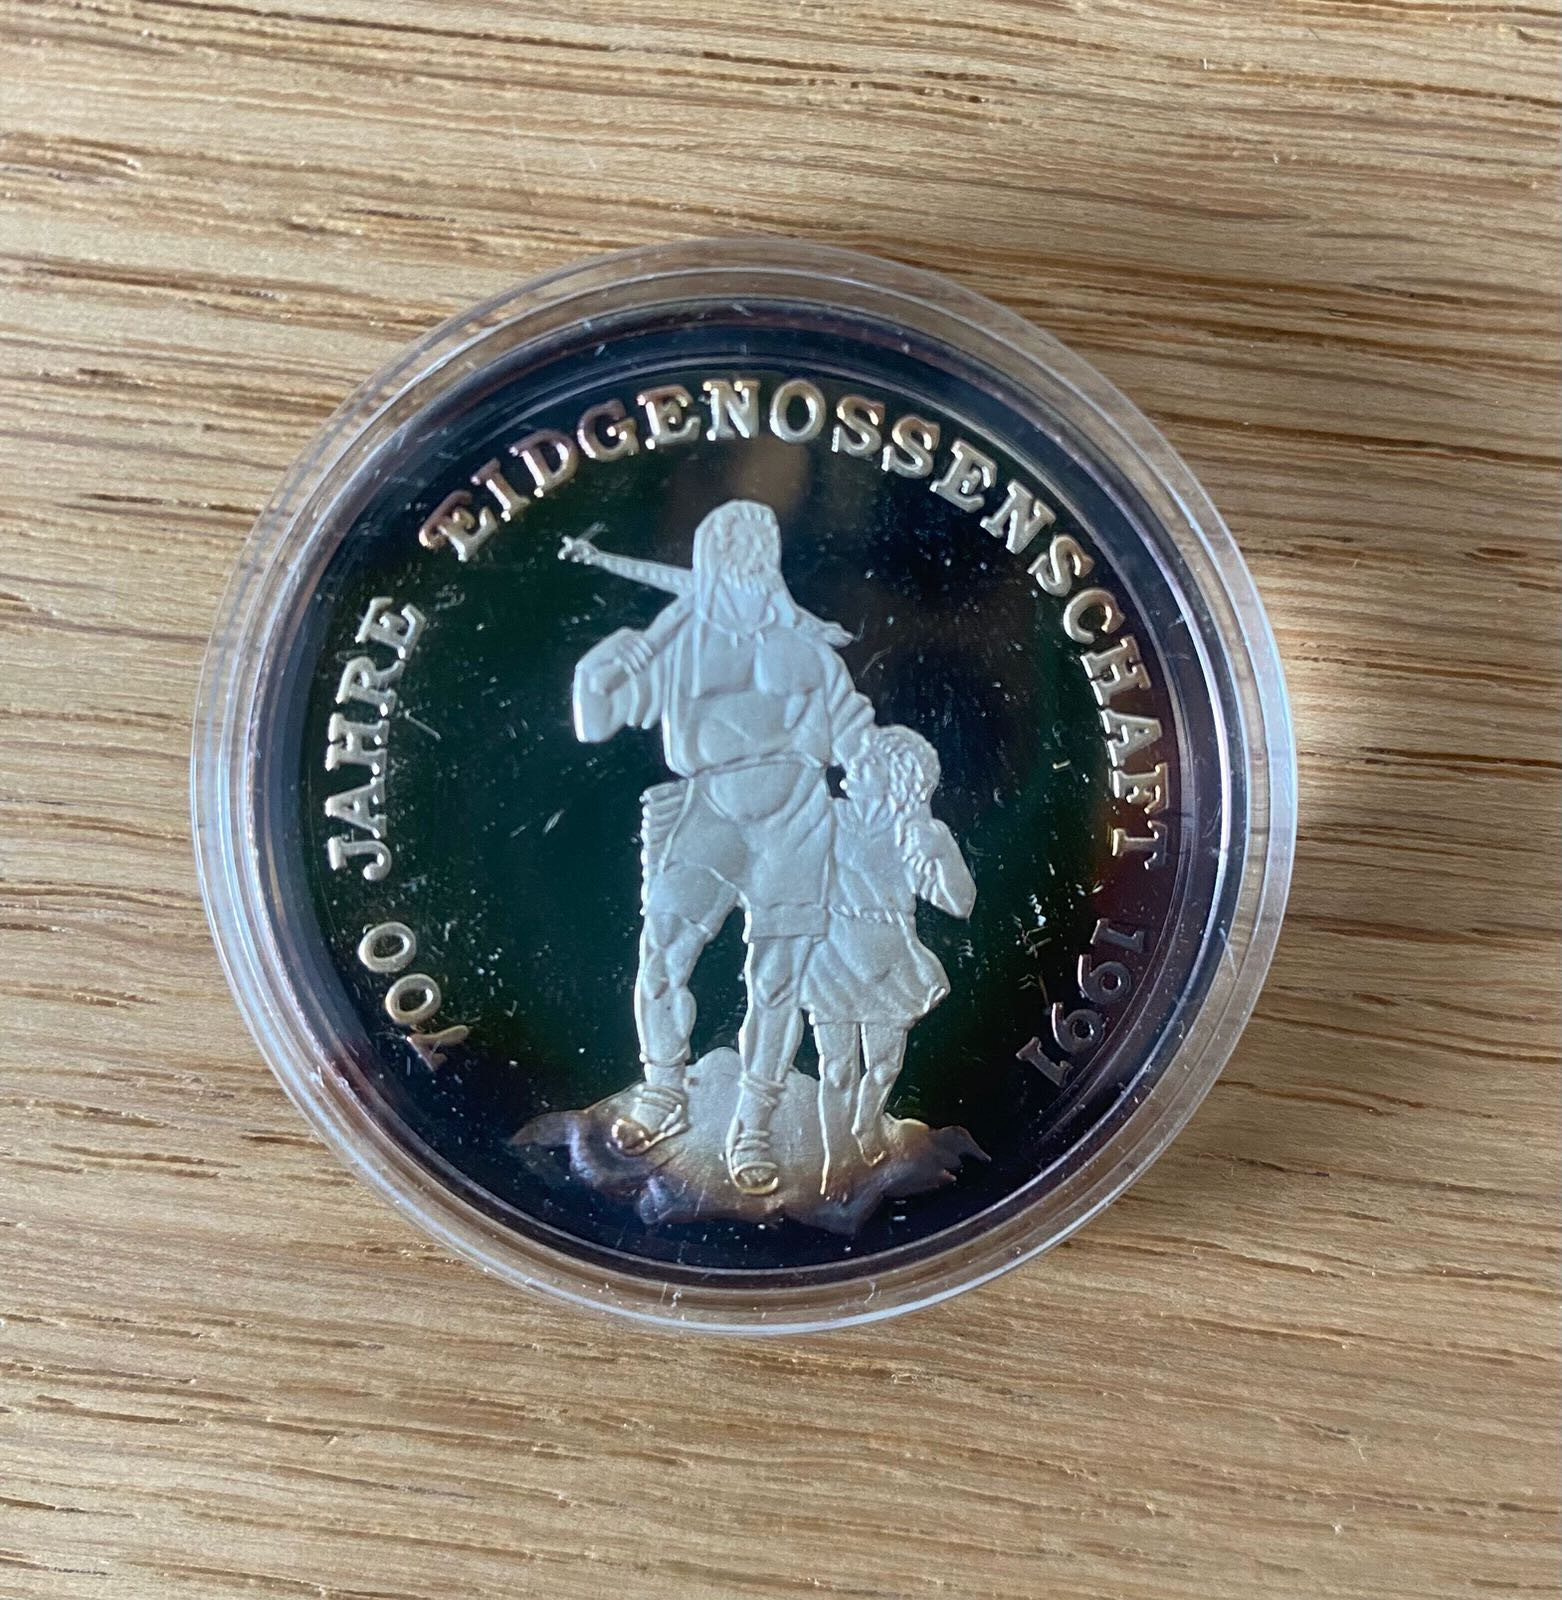 700 JAHRE EIDGENOSSENSCHAFT 1991